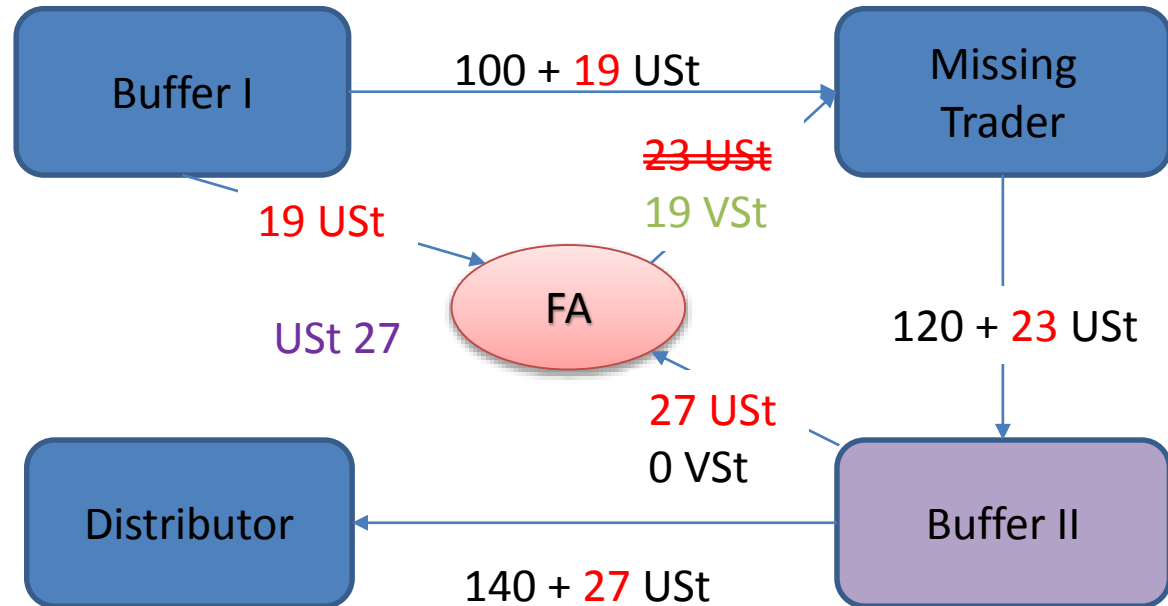 Buffer I
100 + 19 USt
Missing
Trader
23 USt
19 VSt
19 USt
FA
USt 27
120 + 23 USt
27 USt
0 VSt
Distributor
Buffer II
140 + 27 USt